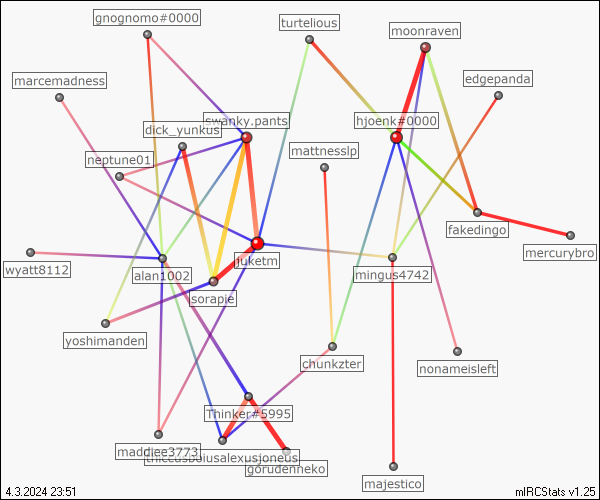 gnognomo#0000
turtelious
moonraven
marcemadness
edgepanda
swanky.pants
hjoenk#0000
dick_yunkus
mattnesslp
neptune01
fakedingo
mercurybro
juketm
wyatt8112
alan1002
mingus4742
sorapie
yoshimanden
chunkzter
nonameisleft
Thinker#5995
maddiee3773
gorudenneko
majestico
4.3.2024 23:51
mIRCStats v1.25